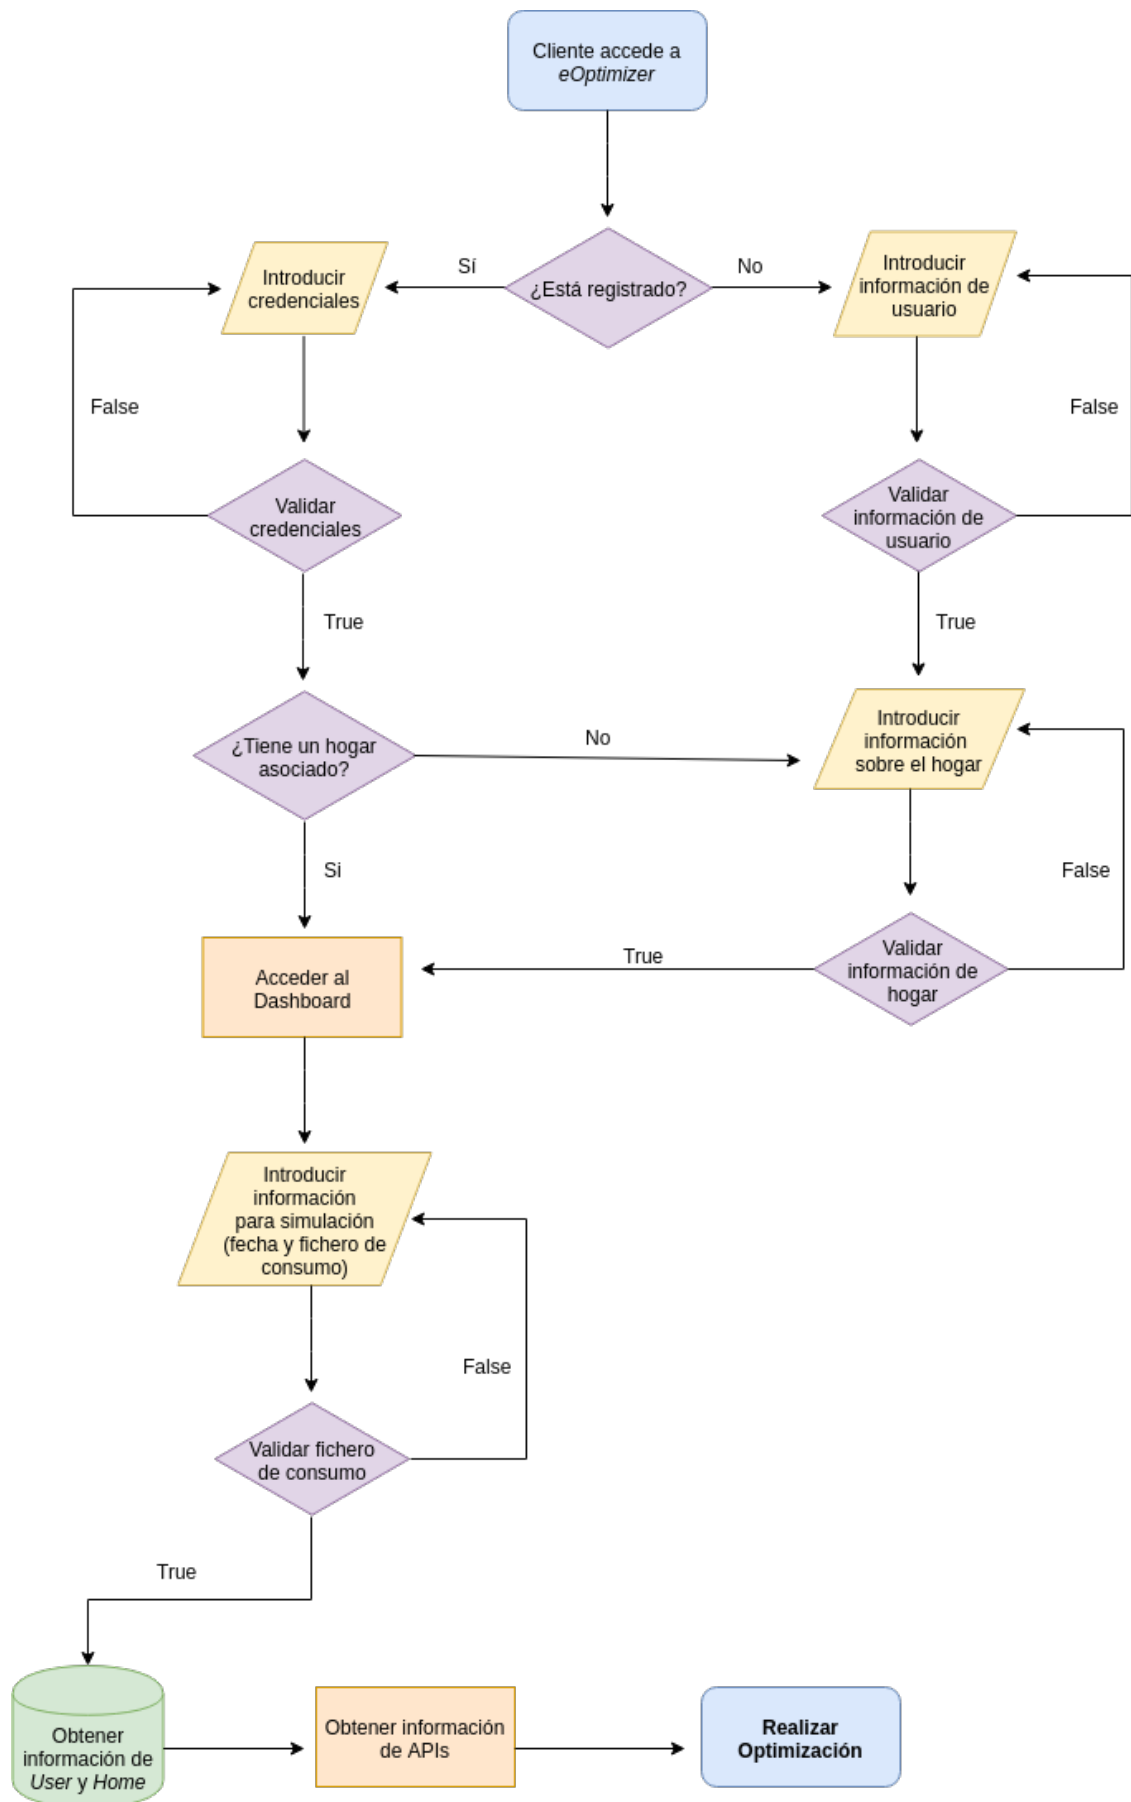 Cliente accede a
eOptimizer
¿Está registrado?
Sí
No
Introducir
credenciales
Introducir
información de
usuario
False
False
Validar
credenciales
Validar
información de
usuario
True
True
¿Tiene un hogar
asociado?
No
Introducir
información
sobre el hogar
Si
False
Acceder al
Dashboard
True
Validar
información de
hogar
Introducir
información
para simulación
(fecha y fichero de
consumo)
False
Validar fichero
de consumo
True
Obtener
información de
User y Home
Obtener información
de APIs
Realizar
Optimización